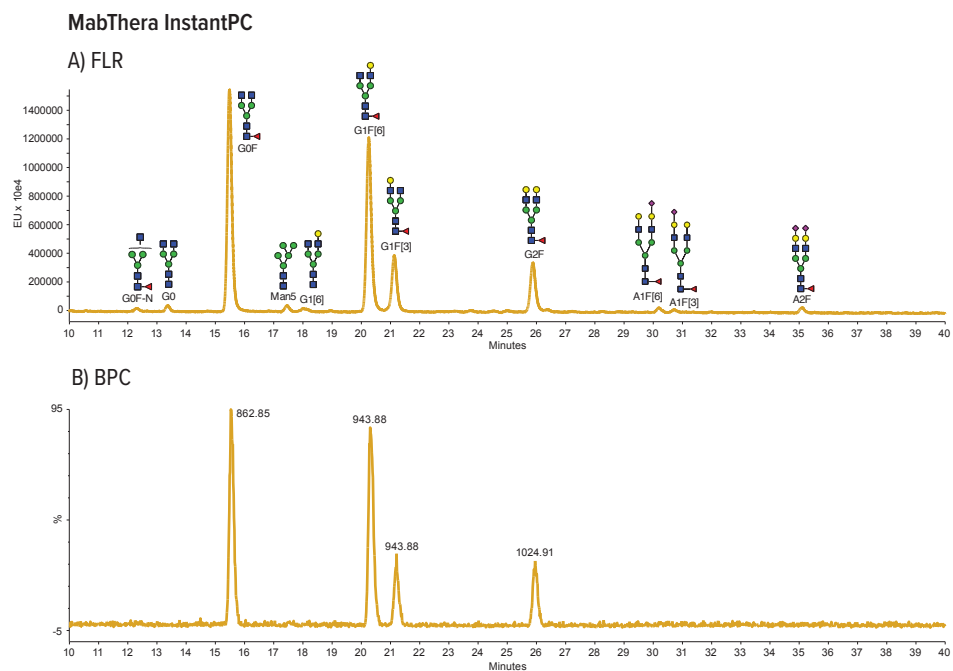 MabThera InstantPC
A) FLR
EU x 10e4
1400000
1200000
1000000
800000
600000
400000
200000
0
G0F-N
G0
G0F
Man5
G1[6]
G1F[6]
G1F[3]
G2F
A1F[6]
A1F[3]
A2F
10 11 12 13 14 15 16 17 18 19 20 21 22 23 24 25 26 27 28 29 30 31 32 33 34 35 36 37 38 39 40
Minutes
B) BPC
95
%
-5
862.85
943.88
943.88
1024.91
10 11 12 13 14 15 16 17 18 19 20 21 22 23 24 25 26 27 28 29 30 31 32 33 34 35 36 37 38 39 40
Minutes